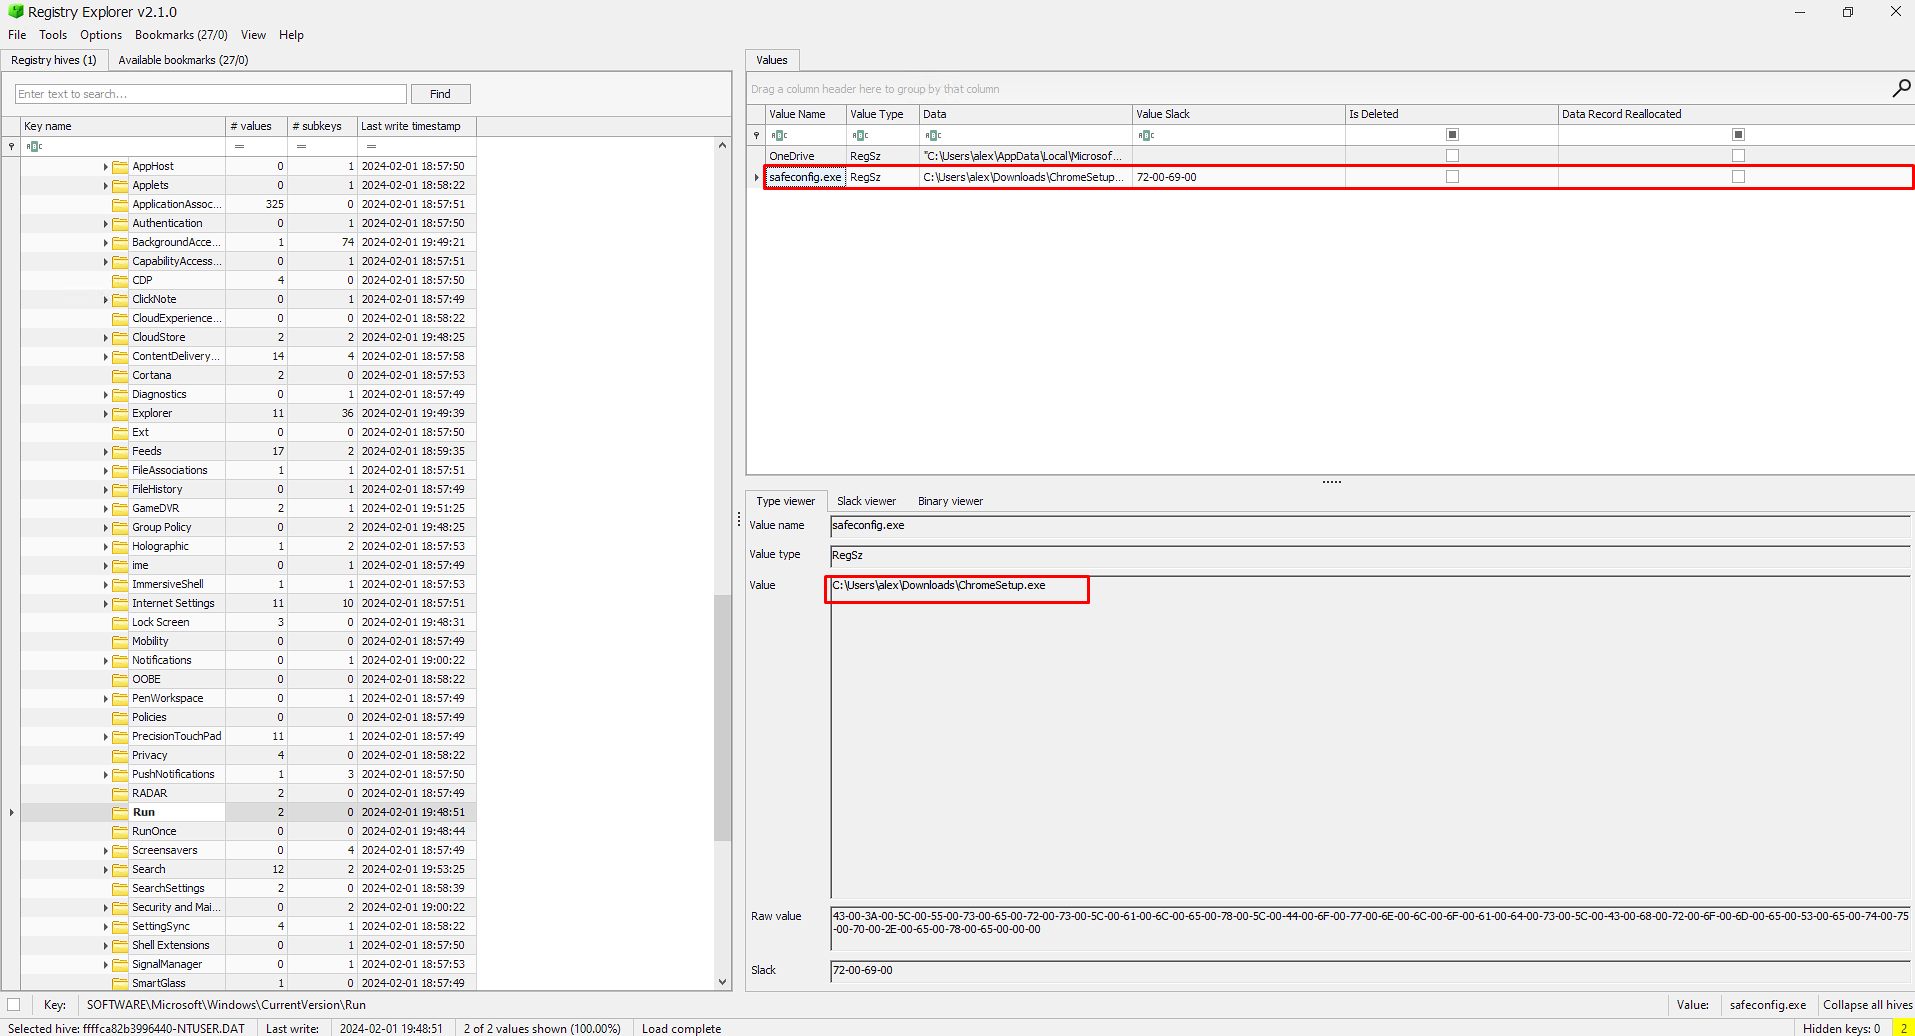 Registry Explorer v2.1.0
File Tools Options Bookmarks (27/0) View Help
Registry hives (1) Available bookmarks (27/0)
Enter text to search... Find
Key name # values # subkeys Last write timestamp
ABC = = =
AppHost 0 1 2024-02-01 18:57:50
Applets 0 1 2024-02-01 18:58:22
ApplicationAssoc... 325 0 2024-02-01 18:57:51
Authentication 0 1 2024-02-01 18:57:50
BackgroundAcce... 1 74 2024-02-01 19:49:21
CapabilityAccess... 0 1 2024-02-01 18:57:51
CDP 4 0 2024-02-01 18:57:50
ClickNote 0 1 2024-02-01 18:57:49
CloudExperience... 0 0 2024-02-01 18:58:22
CloudStore 2 2 2024-02-01 19:48:25
ContentDelivery... 14 4 2024-02-01 18:57:58
Cortana 2 0 2024-02-01 18:57:53
Diagnostics 0 1 2024-02-01 18:57:49
Explorer 11 36 2024-02-01 19:49:39
Ext 0 0 2024-02-01 18:57:50
Feeds 17 2 2024-02-01 18:59:35
FileAssociations 1 1 2024-02-01 18:57:51
FileHistory 0 1 2024-02-01 18:57:49
GameDVR 2 1 2024-02-01 19:51:25
Group Policy 0 2 2024-02-01 19:48:25
Holographic 1 2 2024-02-01 18:57:53
ime 0 1 2024-02-01 18:57:49
ImmersiveShell 1 1 2024-02-01 18:57:53
Internet Settings 11 10 2024-02-01 18:57:51
Lock Screen 3 0 2024-02-01 19:48:31
Mobility 0 0 2024-02-01 18:57:49
Notifications 0 1 2024-02-01 19:00:22
OOBE 0 0 2024-02-01 18:58:22
PenWorkspace 0 1 2024-02-01 18:57:49
Policies 0 0 2024-02-01 18:57:49
PrecisionTouchPad 11 1 2024-02-01 18:57:49
Privacy 4 0 2024-02-01 18:58:22
PushNotifications 1 3 2024-02-01 18:57:50
RADAR 2 0 2024-02-01 18:57:49
Run 2 0 2024-02-01 19:48:51
RunOnce 0 0 2024-02-01 19:48:44
Screensavers 0 4 2024-02-01 18:57:49
Search 12 2 2024-02-01 19:53:25
SearchSettings 2 0 2024-02-01 18:58:39
Security and Mai... 0 2 2024-02-01 19:00:22
SettingSync 4 1 2024-02-01 18:58:22
Shell Extensions 0 1 2024-02-01 18:57:50
SignalManager 0 1 2024-02-01 18:57:53
SmartGlass 1 0 2024-02-01 18:57:49
Values
Drag a column header here to group by that column
Value Name Value Type Data Value Slack Is Deleted Data Record Reallocated
ABC ABC ABC ABC
OneDrive RegSz "C:\Users\alex\AppData\Local\Microsof...
safeconfig.exe RegSz C:\Users\alex\Downloads\ChromeSetup... 72-00-69-00
Type viewer Slack viewer Binary viewer
Value name safeconfig.exe
Value type RegSz
Value C:\Users\alex\Downloads\ChromeSetup.exe
Raw value 43-00-3A-00-5C-00-55-00-73-00-65-00-72-00-73-00-5C-00-61-00-6C-00-65-00-78-00-5C-00-44-00-6F-00-77-00-6E-00-6C-00-6F-00-61-00-64-00-73-00-5C-00-43-00-68-00-72-00-6F-00-6D-00-65-00-53-00-65-00-74-00-75
-00-70-00-2E-00-65-00-78-00-65-00-00-00
Slack 72-00-69-00
Key: SOFTWARE\Microsoft\Windows\CurrentVersion\Run Value: safeconfig.exe Collapse all hives
Selected hive: ffffca82b3996440-NTUSER.DAT Last write: 2024-02-01 19:48:51 2 of 2 values shown (100.00%) Load complete Hidden keys: 0 2